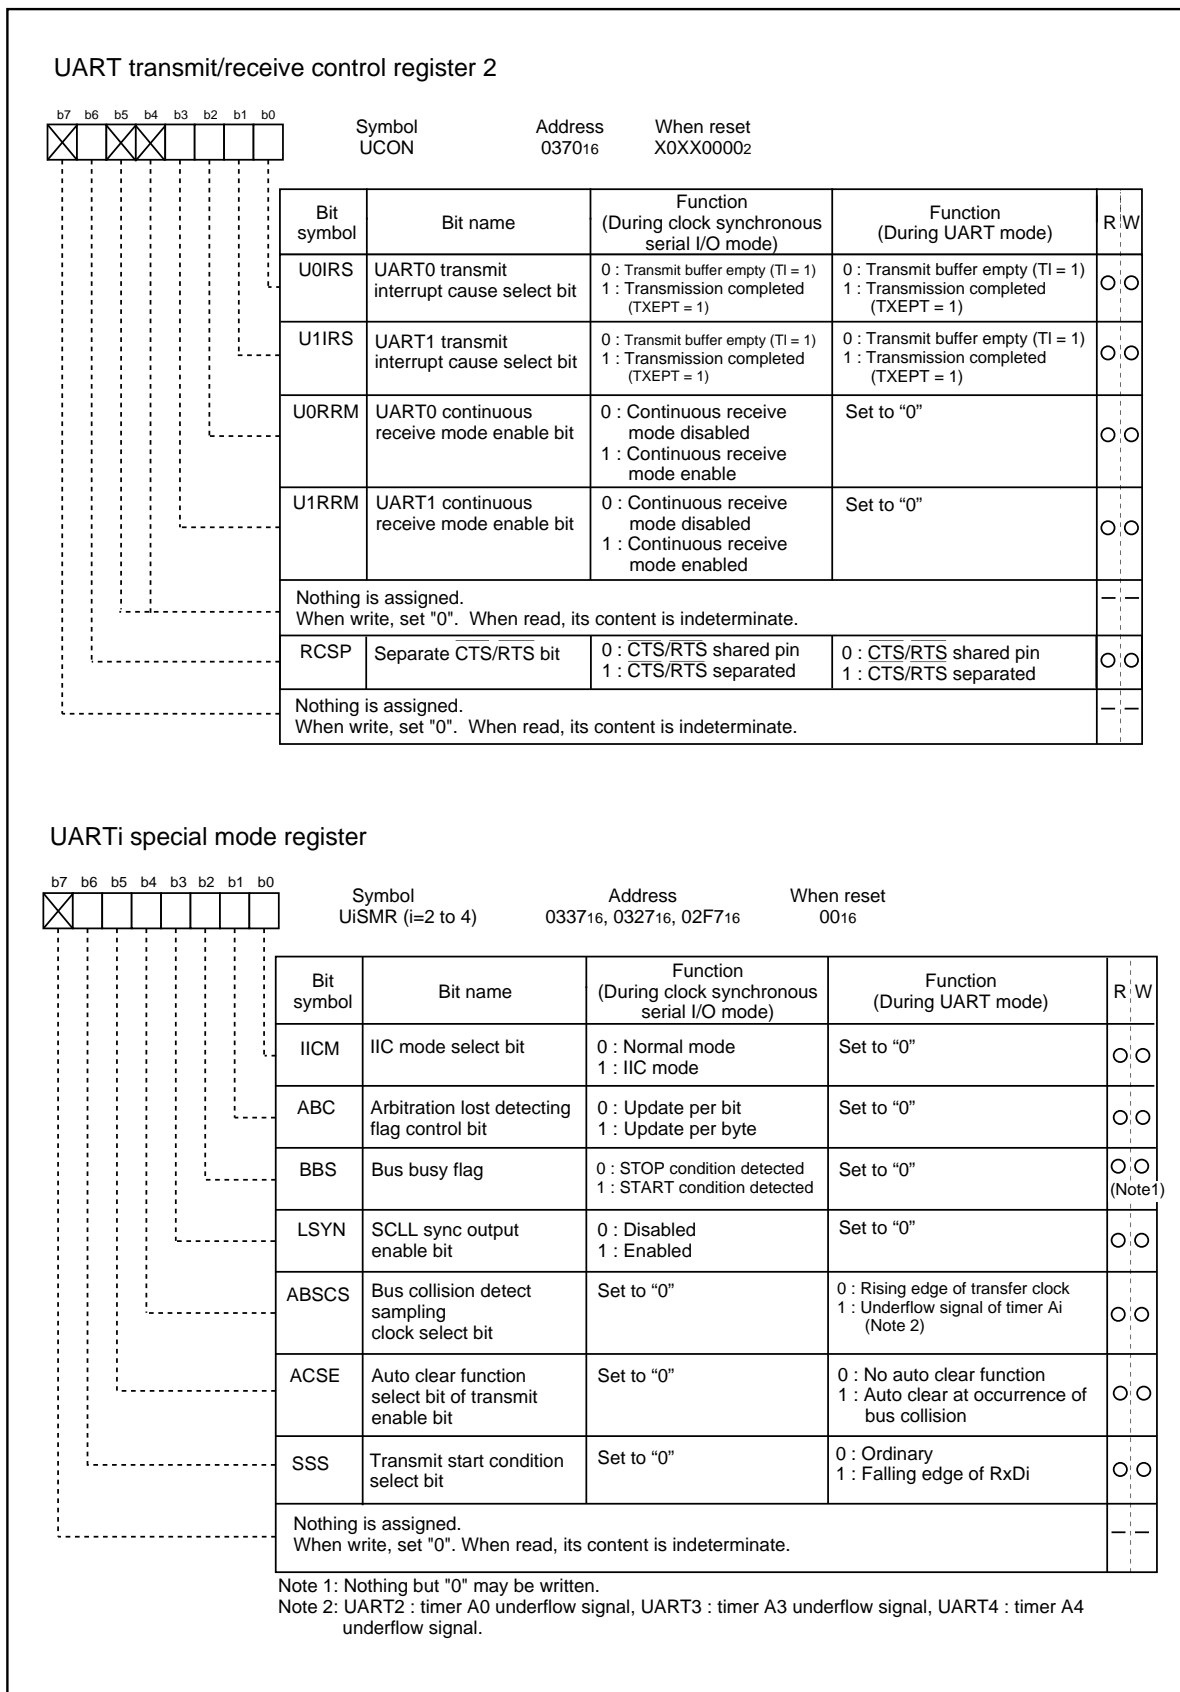 UART transmit/receive control register 2
b7 b6 b5 b4 b3 b2 b1 b0
Symbol Address When reset
UCON 037016 X0XX00002
Bit symbol Bit name Function (During clock synchronous serial I/O mode) Function (During UART mode) R W
U0IRS UART0 transmit interrupt cause select bit 0 : Transmit buffer empty (TI = 1) 1 : Transmission completed (TXEPT = 1) 0 : Transmit buffer empty (TI = 1) 1 : Transmission completed (TXEPT = 1)
U1IRS UART1 transmit interrupt cause select bit 0 : Transmit buffer empty (TI = 1) 1 : Transmission completed (TXEPT = 1) 0 : Transmit buffer empty (TI = 1) 1 : Transmission completed (TXEPT = 1)
U0RRM UART0 continuous receive mode enable bit 0 : Continuous receive mode disabled 1 : Continuous receive mode enable Set to “0”
U1RRM UART1 continuous receive mode enable bit 0 : Continuous receive mode disabled 1 : Continuous receive mode enabled Set to “0”
Nothing is assigned.
When write, set "0". When read, its content is indeterminate.
RCSP Separate CTS/RTS bit 0 : CTS/RTS shared pin 1 : CTS/RTS separated 0 : CTS/RTS shared pin 1 : CTS/RTS separated
Nothing is assigned.
When write, set "0". When read, its content is indeterminate.
UARTi special mode register
b7 b6 b5 b4 b3 b2 b1 b0
Symbol Address When reset
UiSMR (i=2 to 4) 033716, 032716, 02F716 0016
Bit symbol Bit name Function (During clock synchronous serial I/O mode) Function (During UART mode) R W
IICM IIC mode select bit 0 : Normal mode 1 : IIC mode Set to “0”
ABC Arbitration lost detecting flag control bit 0 : Update per bit 1 : Update per byte Set to “0”
BBS Bus busy flag 0 : STOP condition detected 1 : START condition detected Set to “0” (Note1)
LSYN SCLL sync output enable bit 0 : Disabled 1 : Enabled Set to “0”
ABSCS Bus collision detect sampling clock select bit Set to “0” 0 : Rising edge of transfer clock 1 : Underflow signal of timer Ai (Note 2)
ACSE Auto clear function select bit of transmit enable bit Set to “0” 0 : No auto clear function 1 : Auto clear at occurrence of bus collision
SSS Transmit start condition select bit Set to “0” 0 : Ordinary 1 : Falling edge of RxDi
Nothing is assigned.
When write, set "0". When read, its content is indeterminate.
Note 1: Nothing but "0" may be written.
Note 2: UART2 : timer A0 underflow signal, UART3 : timer A3 underflow signal, UART4 : timer A4
underflow signal.